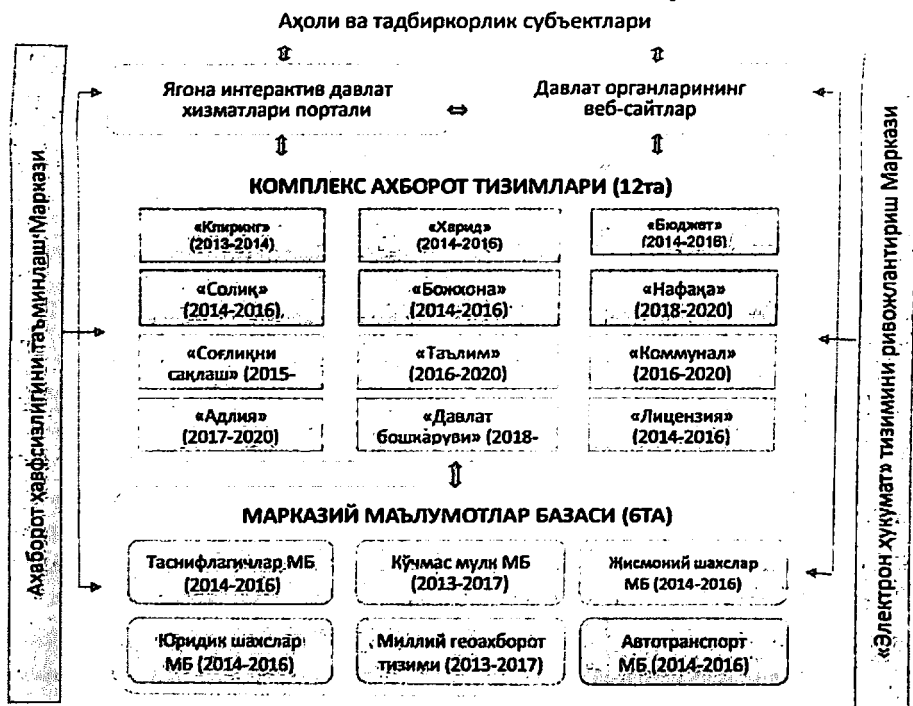 Аҳоли ва тадбиркорлик субъектлари
Ягона интерактив давлат
хизматлари портали
Давлат органларининг
веб-сайтлар
КОМПЛЕКС АХБОРОТ ТИЗИМЛАРИ (12та)
«Клиринг»
(2013-2014)
«Харид»
(2014-2016)
«Бюджет»
(2014-2016)
«Солиқ»
(2014-2016)
«Божхона»
(2014-2016)
«Нафақа»
(2018-2020)
«Соғлиқни
сақлаш» (2015-
«Таълим»
(2016-2020)
«Коммунал»
(2016-2020)
«Адлия»
(2017-2020)
«Давлат
бошқаруви» (2018-
«Лицензия»
(2014-2016)
МАРКАЗИЙ МАЪЛУМОТЛАР БАЗАСИ (6ТА)
Таснифлагичлар МБ
(2014-2016)
Кўчмас мулк МБ
(2013-2017)
Жисмоний шахслар
МБ (2014-2016)
Юридик шахслар
МБ (2014-2016)
Миллий геоахборот
тизими (2013-2017)
Автотранспорт
МБ (2014-2016)
Ахборот хавфсизлигини таъминлаш Маркази
«Электрон ҳукумат» тизимини ривожлантириш Маркази